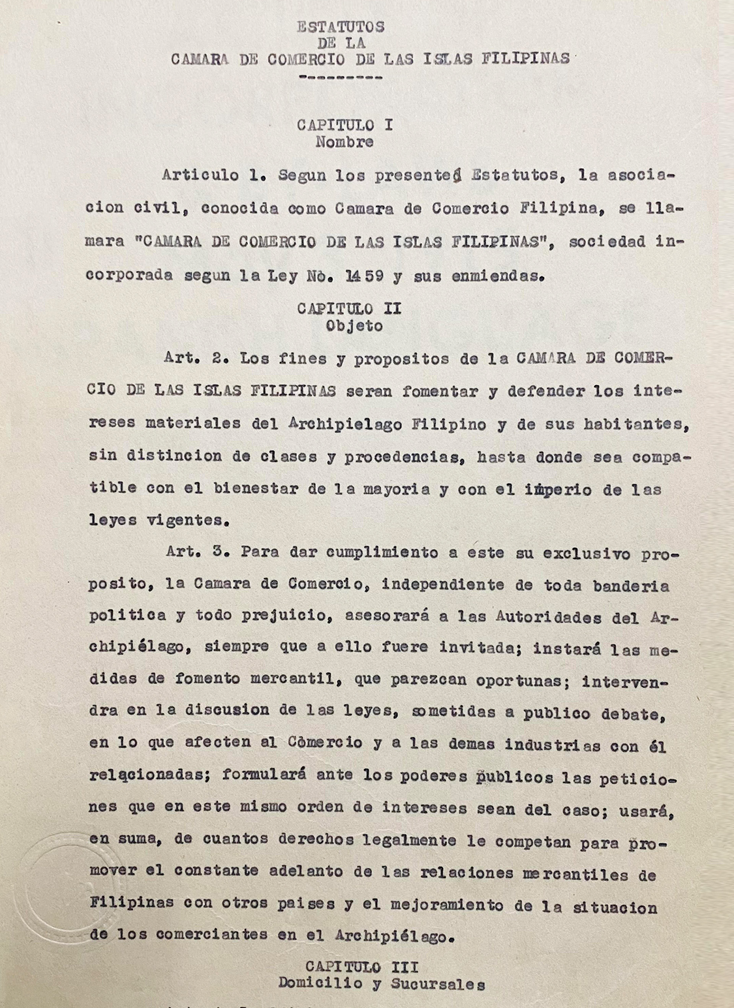 ESTATUTOS
DE LA
CAMARA DE COMERCIO DE LAS ISLAS FILIPINAS
---------
CAPITULO I
Nombre
Articulo 1. Segun los presentes Estatutos, la asocia-
cion civil, conocida como Camara de Comercio Filipina, se lla-
mara "CAMARA DE COMERCIO DE LAS ISLAS FILIPINAS", sociedad in-
corporada segun la Ley No. 1459 y sus enmiendas.
CAPITULO II
Objeto
Art. 2. Los fines y propositos de la CAMARA DE COMER-
CIO DE LAS ISLAS FILIPINAS seran fomentar y defender los inte-
reses materiales del Archipielago Filipino y de sus habitantes,
sin distincion de clases y procedencias, hasta donde sea compa-
tible con el bienestar de la mayoria y con el imperio de las
leyes vigentes.
Art. 3. Para dar cumplimiento a este su exclusivo pro-
posito, la Camara de Comercio, independiente de toda banderia
politica y todo prejuicio, asesorará a las Autoridades del Ar-
chipiélago, siempre que a ello fuere invitada; instará las me-
didas de fomento mercantil, que parezcan oportunas; interven-
dra en la discusion de las leyes, sometidas a publico debate,
en lo que afecten al Comercio y a las demas industrias con él
relacionadas; formulará ante los poderes publicos las peticio-
nes que en este mismo orden de intereses sean del caso; usará,
en suma, de cuantos derechos legalmente le competan para pro-
mover el constante adelanto de las relaciones mercantiles de
Filipinas con otros paises y el mejoramiento de la situacion
de los comerciantes en el Archipiélago.
CAPITULO III
Domicilio y Sucursales